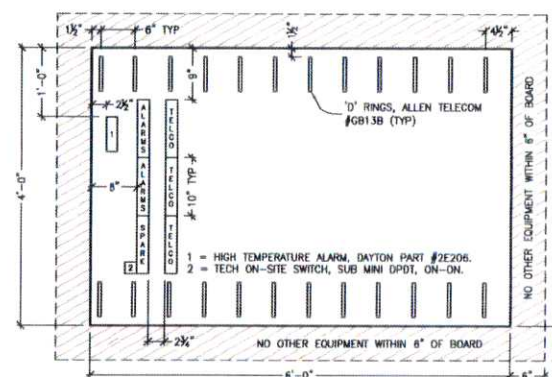 1½"
6" TYP
1½"
4½"
1'-0"
2½"
9"
'D' RINGS, ALLEN TELECOM
#GB13B (TYP)
1
ALARMS
TELCO
4'-0"
8"
ALARMS
TELCO
10" TYP
SPARE
TELCO
2
1 = HIGH TEMPERATURE ALARM, DAYTON PART #2E206.
2 = TECH ON-SITE SWITCH, SUB MINI DPDT, ON-ON.
NO OTHER EQUIPMENT WITHIN 6" OF BOARD
2¾"
NO OTHER EQUIPMENT WITHIN 6" OF BOARD
6'-0"
6"